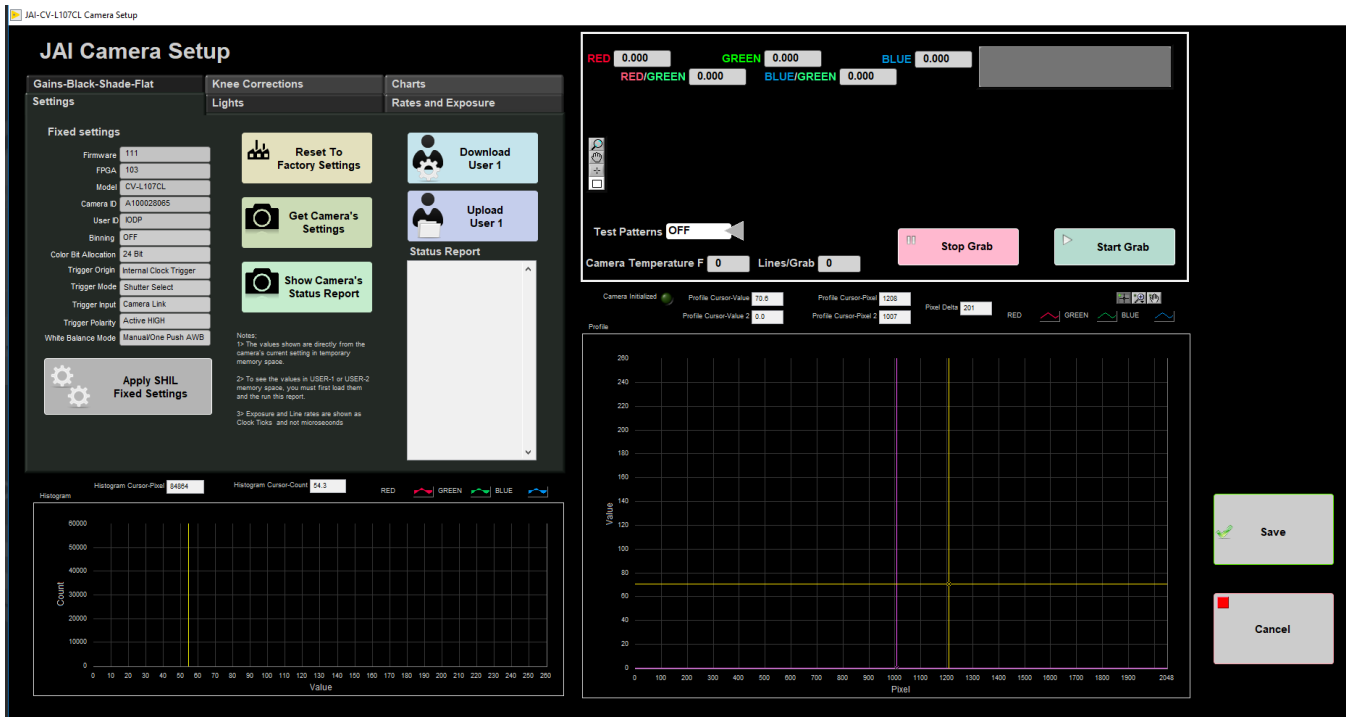 JAI-CV-L107CL Camera Setup
JAI Camera Setup
Gains-Black-Shade-Flat Knee Corrections Charts
Settings Lights Rates and Exposure
Fixed settings
Firmware 111
FPGA 103
Model CV-L107CL
Camera ID A100028065
User ID IODP
Binning OFF
Color Bit Allocation 24 Bit
Trigger Origin Internal Clock Trigger
Trigger Mode Shutter Select
Trigger Input Camera Link
Trigger Polarity Active HIGH
White Balance Mode Manual/One Push AWB
Apply SHIL
Fixed Settings
Reset To
Factory Settings
Get Camera's
Settings
Show Camera's
Status Report
Notes:
1> The values shown are directly from the
camera's current setting in temporary
memory space.
2> To see the values in USER-1 or USER-2
memory space, you must first load them
and the run this report.
3> Exposure and Line rates are shown as
Clock Ticks and not microseconds
Download
User 1
Upload
User 1
Status Report
RED 0.000 GREEN 0.000 BLUE 0.000
RED/GREEN 0.000 BLUE/GREEN 0.000
Test Patterns OFF
Stop Grab
Start Grab
Camera Temperature F 0 Lines/Grab 0
Camera Initialized Profile Cursor-Value 70.6 Profile Cursor-Pixel 1208
Profile Cursor-Value 2 0.0 Profile Cursor-Pixel 2 1007
Pixel Delta 201
RED GREEN BLUE
Profile
260
240
220
200
180
160
140
120
100
80
60
40
20
0
Value
0 100 200 300 400 500 600 700 800 900 1000 1100 1200 1300 1400 1500 1600 1700 1800 1900 2048
Pixel
Histogram Cursor-Pixel 84864 Histogram Cursor-Count 54.3
RED GREEN BLUE
Histogram
60000
50000
40000
30000
20000
10000
0
Count
0 10 20 30 40 50 60 70 80 90 100 110 120 130 140 150 160 170 180 190 200 210 220 230 240 250 260
Value
Save
Cancel